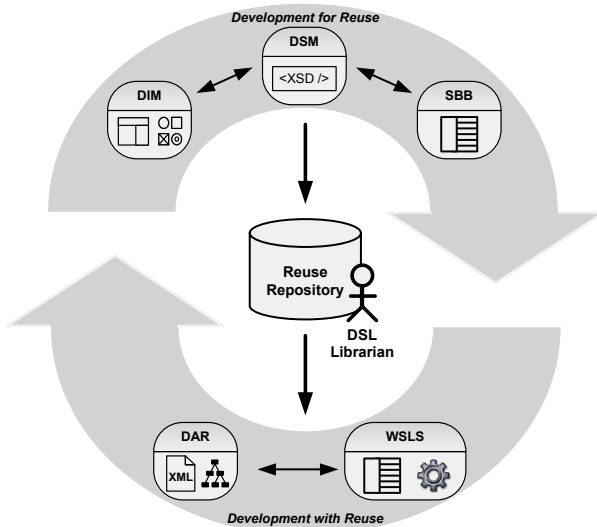 Development for Reuse
DSM
<XSD />
DIM
SBB
Reuse
Repository
DSL
Librarian
DAR
XML
WSLS
Development with Reuse